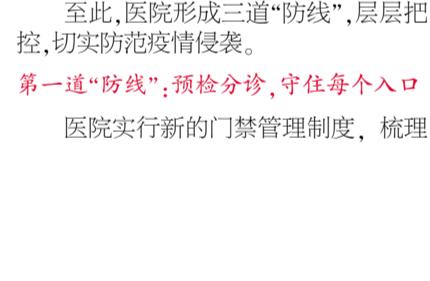 至此,医院形成三道“防线”,层层把
控,切实防范疫情侵袭。
第一道“防线”:预检分诊,守住每个入口
医院实行新的门禁管理制度，梳理